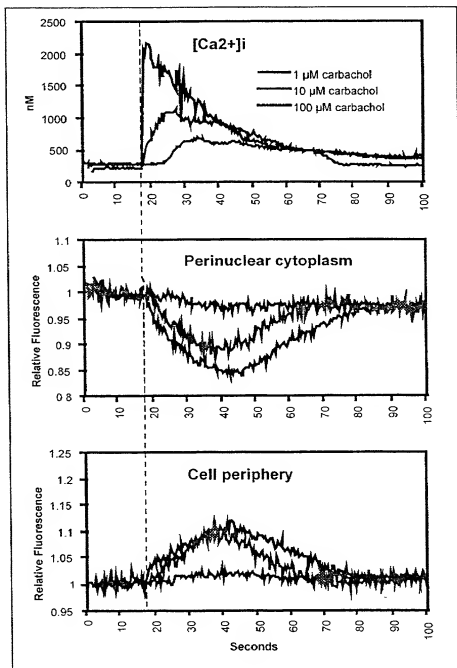 [Ca2+]i
2500
2000
1500
1000
500
0
nM
1 µM carbachol
10 µM carbachol
100 µM carbachol
0 10 20 30 40 50 60 70 80 90 100
Perinuclear cytoplasm
1.1
1.05
1
0.95
0.9
0.85
0 8
Relative Fluorescence
0 10 20 30 40 50 60 70 80 90 100
Cell periphery
1.25
1.2
1.15
1.1
1.05
1
0.95
Relative Fluorescence
0 10 20 30 40 50 60 70 80 90 100
Seconds